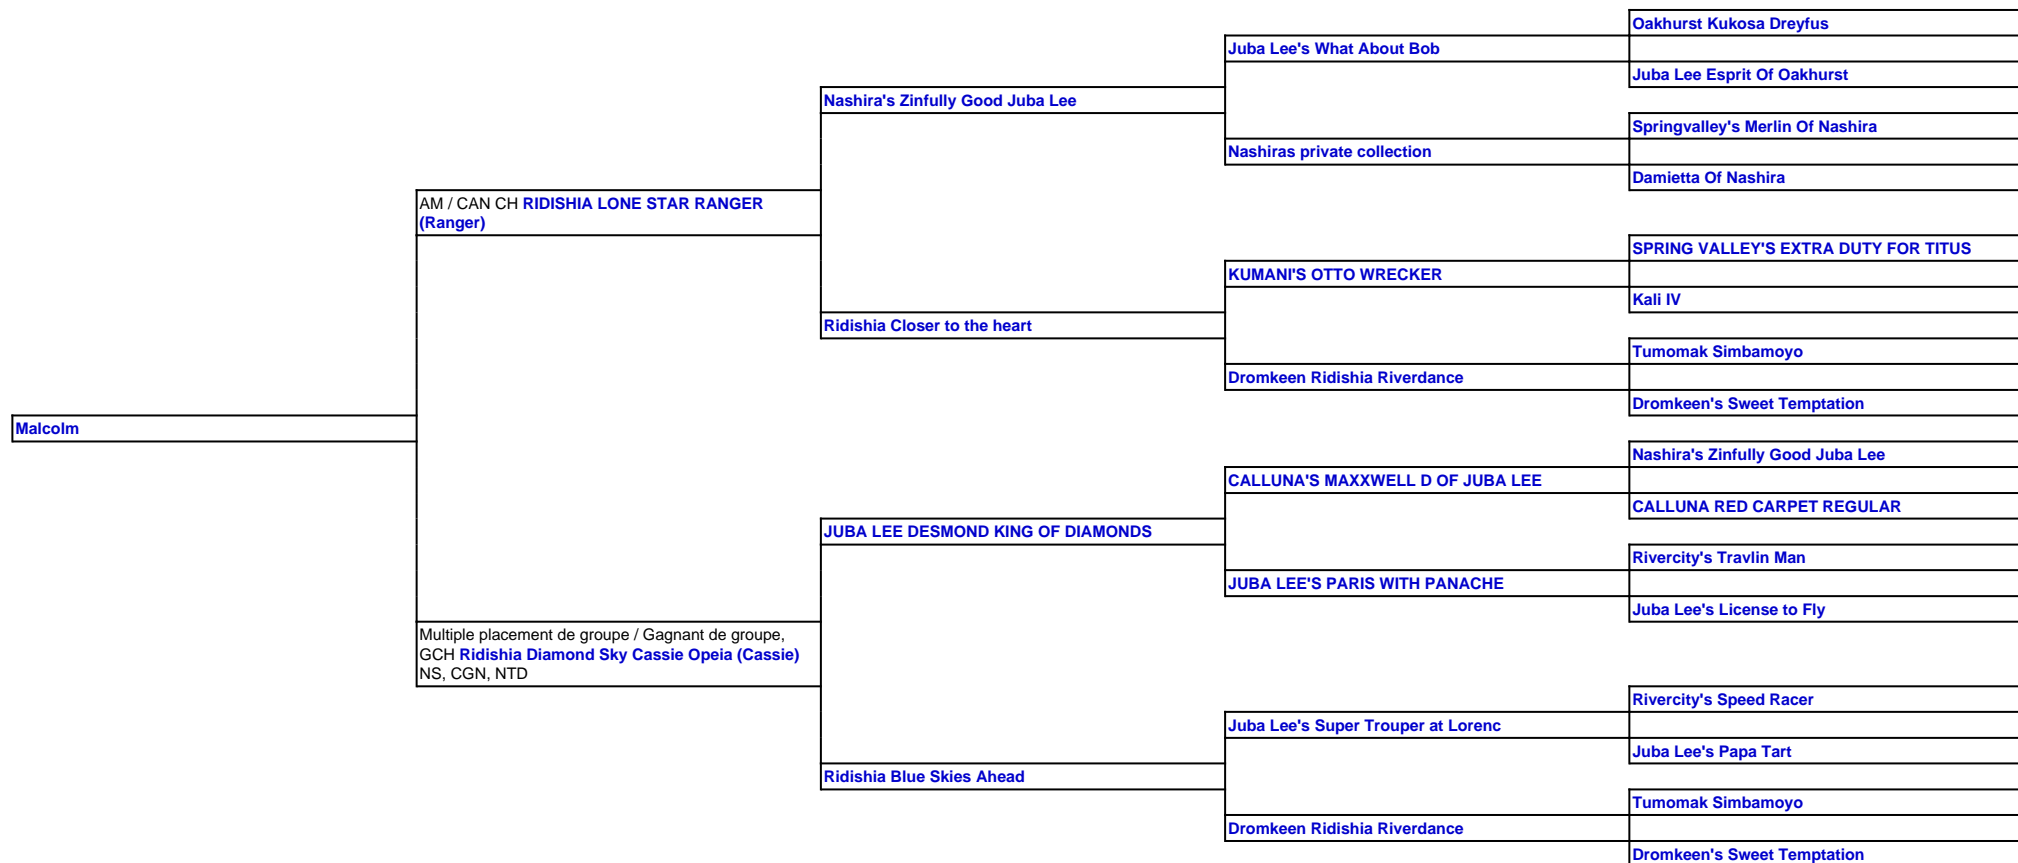 Oakhurst Kukosa Dreyfus
Juba Lee's What About Bob
Juba Lee Esprit Of Oakhurst
Nashira's Zinfully Good Juba Lee
Springvalley's Merlin Of Nashira
Nashiras private collection
Damietta Of Nashira
AM / CAN CH RIDISHIA LONE STAR RANGER
(Ranger)
SPRING VALLEY'S EXTRA DUTY FOR TITUS
KUMANI'S OTTO WRECKER
Kali IV
Ridishia Closer to the heart
Tumomak Simbamoyo
Dromkeen Ridishia Riverdance
Dromkeen's Sweet Temptation
Malcolm
Nashira's Zinfully Good Juba Lee
CALLUNA'S MAXXWELL D OF JUBA LEE
CALLUNA RED CARPET REGULAR
JUBA LEE DESMOND KING OF DIAMONDS
Rivercity's Travlin Man
JUBA LEE'S PARIS WITH PANACHE
Juba Lee's License to Fly
Multiple placement de groupe / Gagnant de groupe,
GCH Ridishia Diamond Sky Cassie Opeia (Cassie)
NS, CGN, NTD
Rivercity's Speed Racer
Juba Lee's Super Trouper at Lorenc
Juba Lee's Papa Tart
Ridishia Blue Skies Ahead
Tumomak Simbamoyo
Dromkeen Ridishia Riverdance
Dromkeen's Sweet Temptation